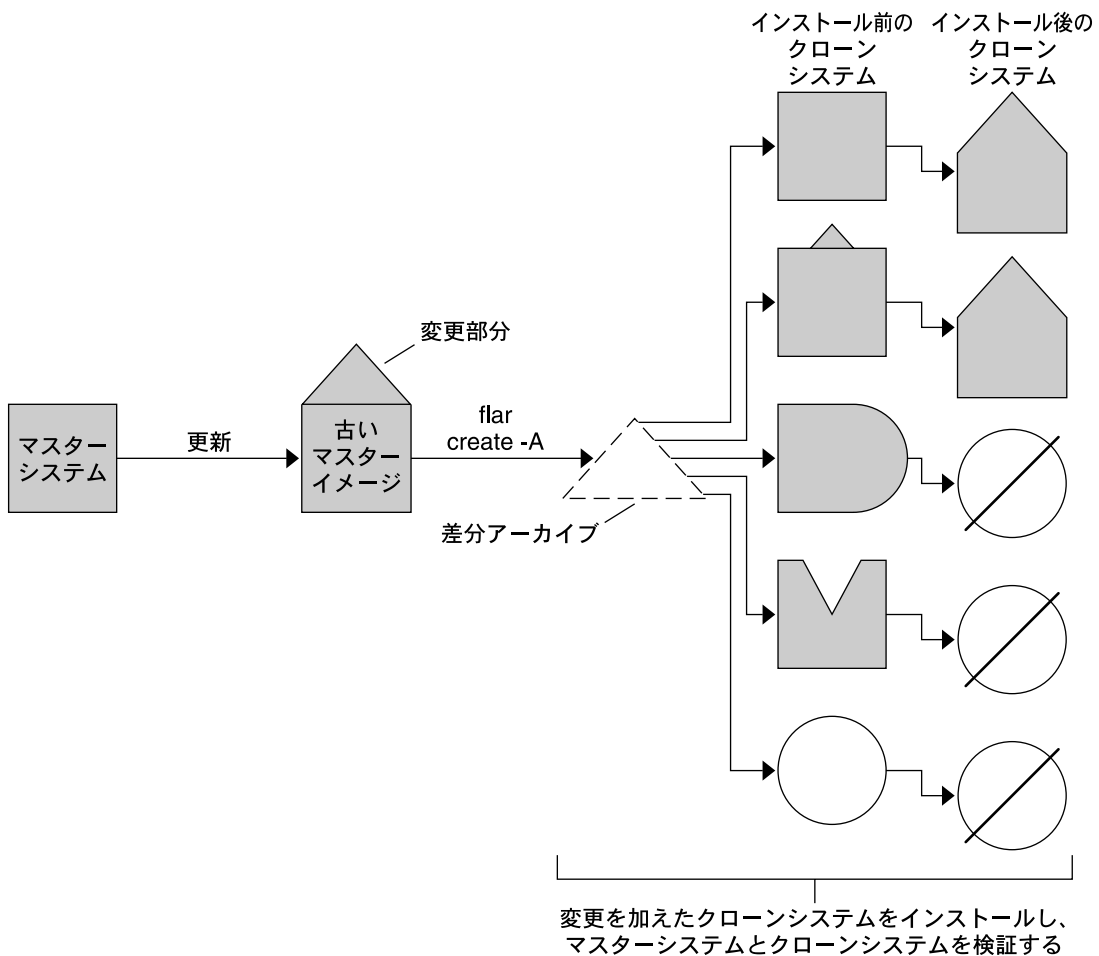 インストール前の
クローン
システム
インストール後の
クローン
システム
変更部分
マスター
システム
更新
古い
マスター
イメージ
flar
create -A
差分アーカイブ
変更を加えたクローンシステムをインストールし、
マスターシステムとクローンシステムを検証する